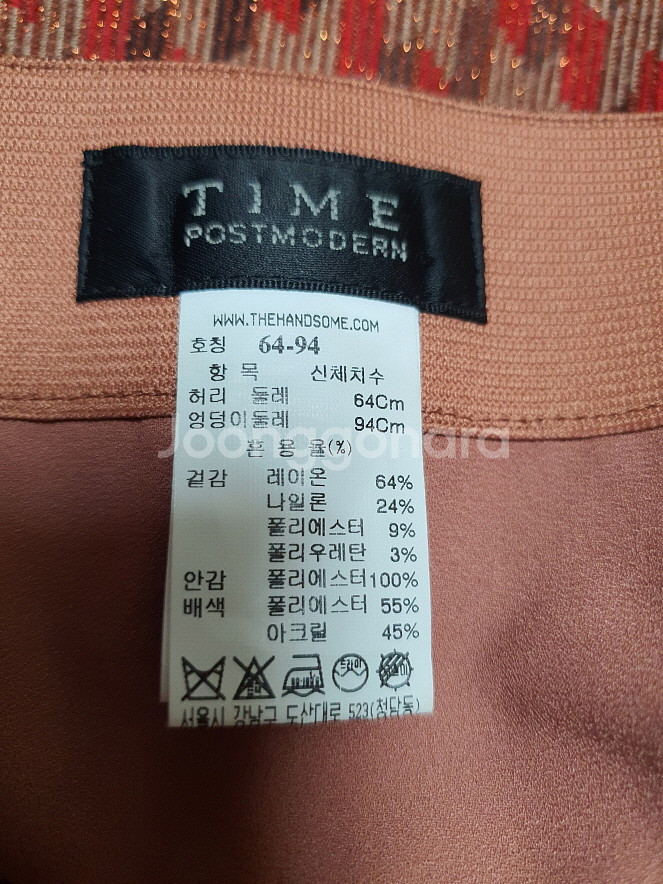 TIME
POSTMODERN
WWW.THEHANDSOME.COM
호칭 64-94
항 목 신체치수
허리 둘레 64Cm
엉덩이둘레 94Cm
Joonggonara
혼 용 율(%)
겉감 레이온 64%
나일론 24%
폴리에스터 9%
폴리우레탄 3%
안감 폴리에스터100%
배색 폴리에스터 55%
아크릴 45%
드라이
서울시 강남구 도산대로 523(청담동)